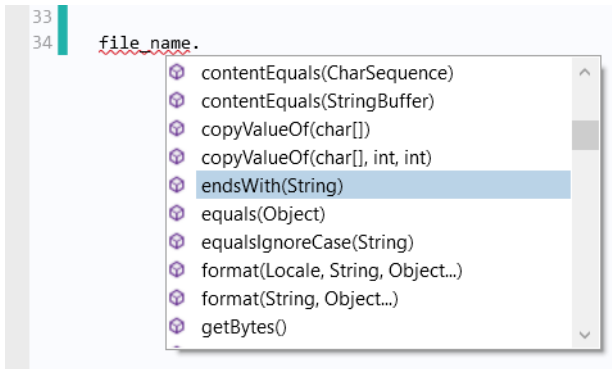 33
34 file_name.
contentEquals(CharSequence)
contentEquals(StringBuffer)
copyValueOf(char[])
copyValueOf(char[], int, int)
endsWith(String)
equals(Object)
equalsIgnoreCase(String)
format(Locale, String, Object...)
format(String, Object...)
getBytes()